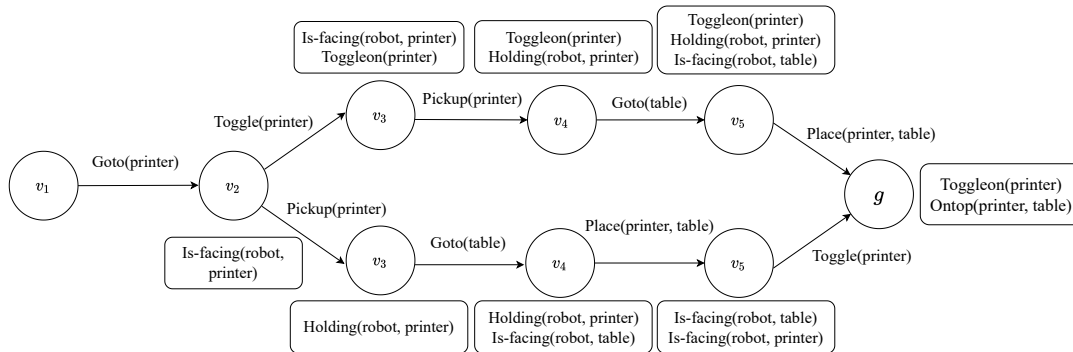 Is-facing(robot, printer)
Toggleon(printer)
Toggleon(printer)
Holding(robot, printer)
Toggleon(printer)
Holding(robot, printer)
Is-facing(robot, table)
Toggle(printer)
v3
Pickup(printer)
v4
Goto(table)
v5
Place(printer, table)
v1
Goto(printer)
v2
g
Toggleon(printer)
Ontop(printer, table)
Pickup(printer)
Is-facing(robot,
printer)
v3
Goto(table)
v4
Place(printer, table)
v5
Toggle(printer)
Holding(robot, printer)
Holding(robot, printer)
Is-facing(robot, table)
Is-facing(robot, table)
Is-facing(robot, printer)